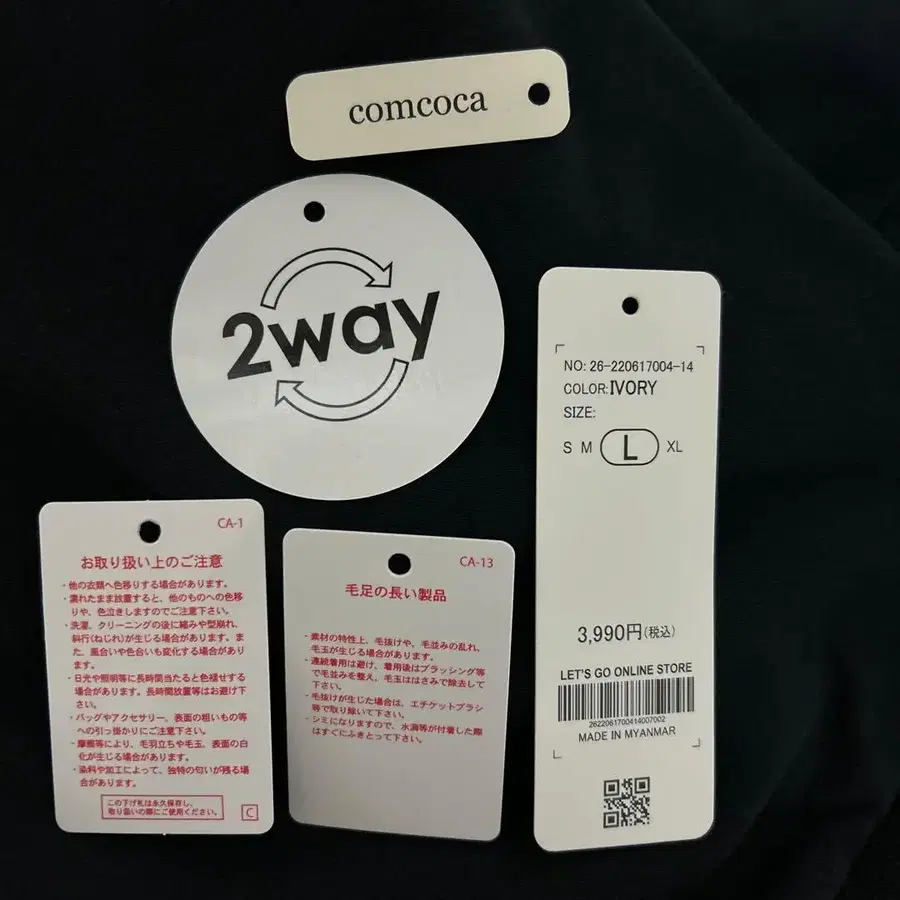 comcoca
2way
NO: 26-220617004-14
COLOR:IVORY
SIZE:
S M L XL
3,990円(税込)
LET'S GO ONLINE STORE
2622061700414007002
MADE IN MYANMAR
CA-1
お取り扱い上のご注意
・他の衣類へ色移りする場合があります。
・濡れたまま放置すると、他のものへの色移
りや、色泣きしますのでご注意下さい。
・洗濯、クリーニングの後に縮みや型崩れ、
斜行(ねじれ)が生じる場合があります。ま
た、風合いや色合いも変化する場合があり
ます。
・日光や照明等に長時間当たると色褪せする
場合があります。長時間放置等はお避け下
さい。
・バッグやアクセサリー、表面の粗いもの等
への引っ掛かりにご注意下さい。
・摩擦等により、毛羽立ちや毛玉、表面の白
化が生じる場合があります。
・染料や加工によって、独特の匂いが残る場
合があります。
この下げ札は永久保存し、
取り扱いの際にご使用ください。
C
CA-13
毛足の長い製品
・素材の特性上、毛抜けや、毛並みの乱れ、
毛玉が生じる場合があります。
・連続着用は避け、着用後はブラッシング等
で毛並みを整え、毛玉ははさみで除去して
下さい。
・毛抜けが生じた場合は、エチケットブラシ
等で取り除いて下さい。
・シミになりますので、水滴等が付着した際
はすぐにふきとって下さい。